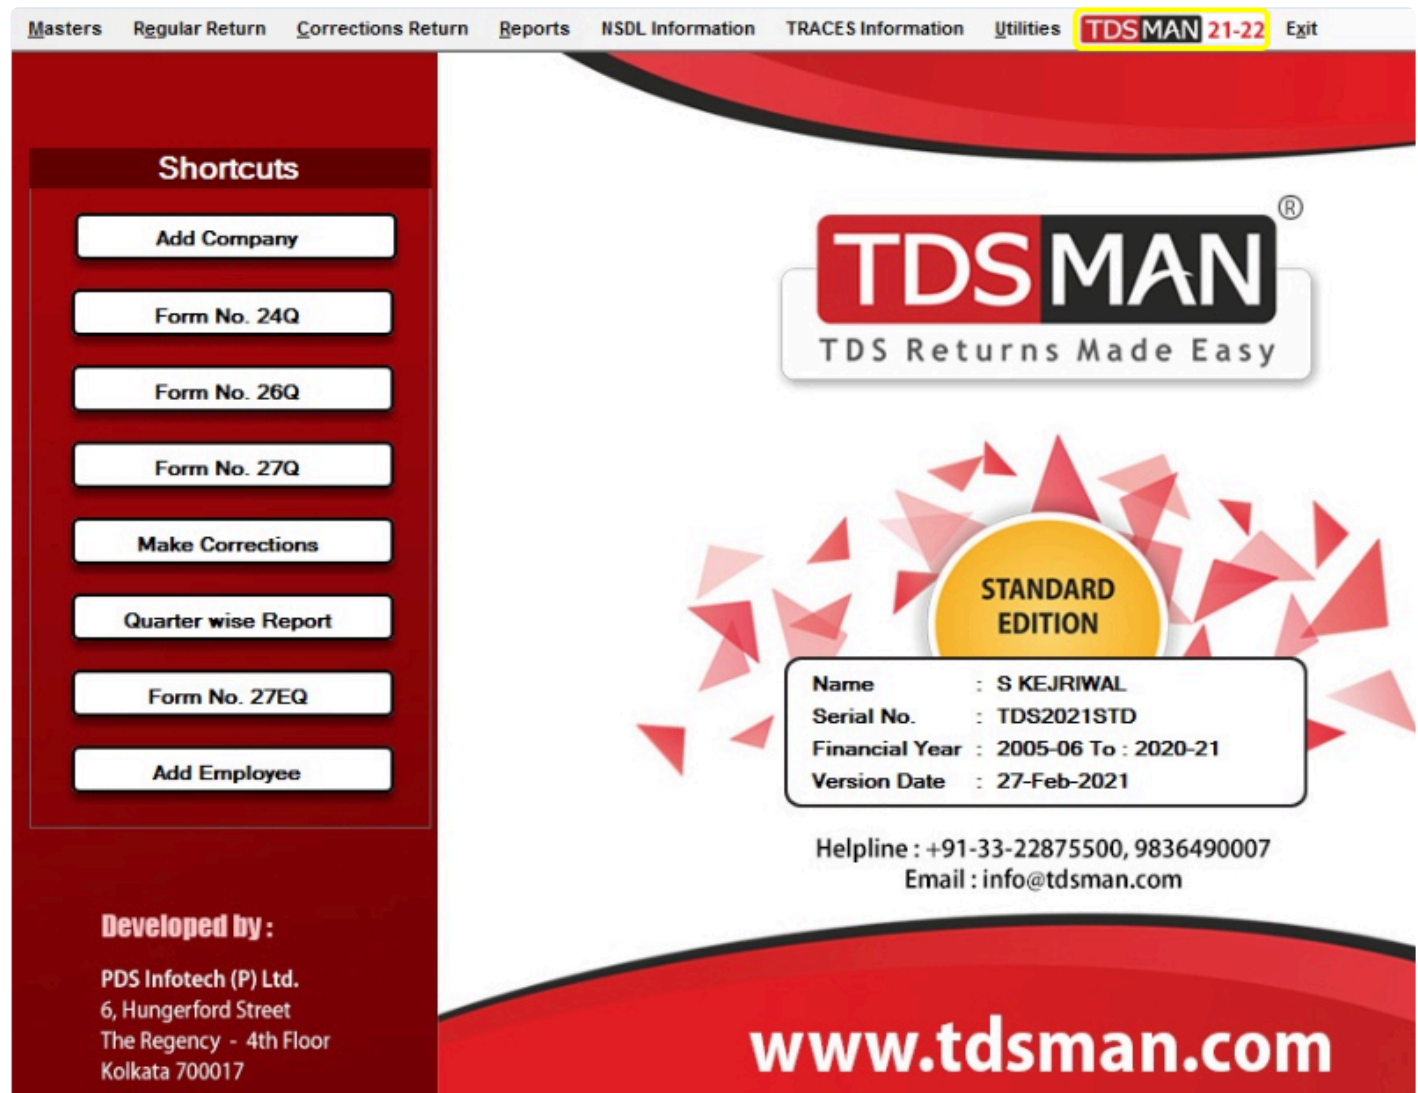 Masters Regular Return Corrections Return Reports NSDL Information TRACES Information Utilities TDSMAN 21-22 Exit
Shortcuts
Add Company
Form No. 24Q
Form No. 26Q
Form No. 27Q
Make Corrections
Quarter wise Report
Form No. 27EQ
Add Employee
Developed by :
PDS Infotech (P) Ltd.
6, Hungerford Street
The Regency - 4th Floor
Kolkata 700017
TDSMAN ®
TDS Returns Made Easy
STANDARD
EDITION
Name : S KEJRIWAL
Serial No. : TDS2021STD
Financial Year : 2005-06 To : 2020-21
Version Date : 27-Feb-2021
Helpline : +91-33-22875500, 9836490007
Email : info@tdsman.com
www.tdsman.com